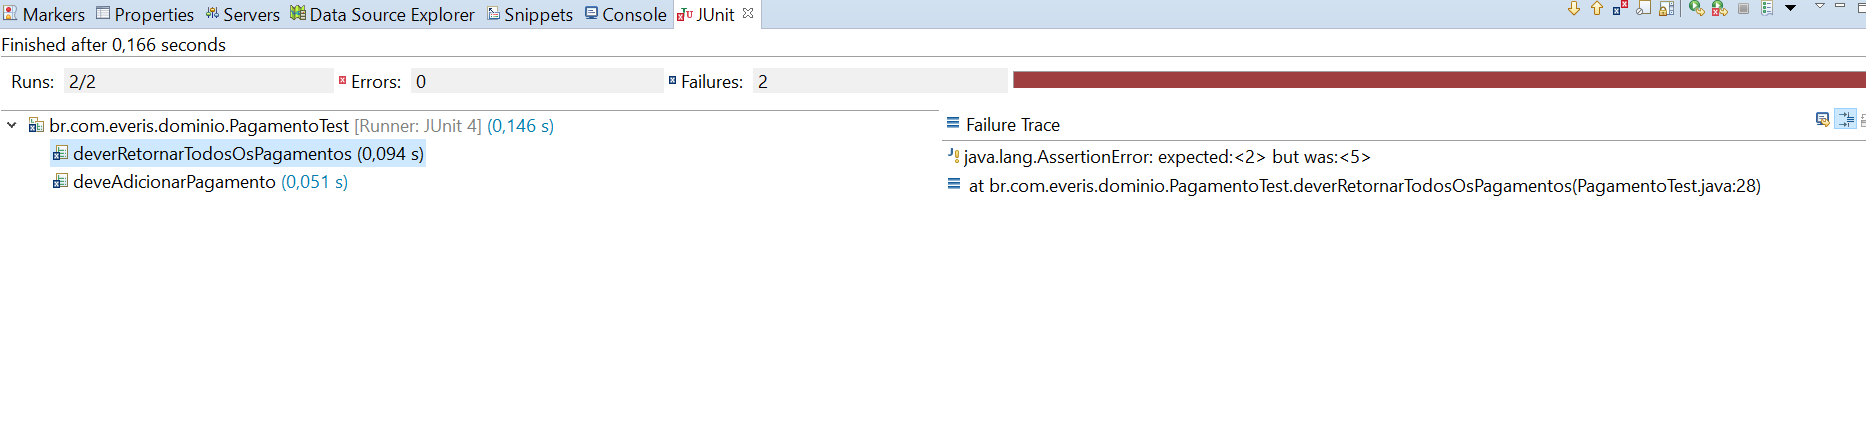 Markers Properties Servers Data Source Explorer Snippets Console JUnit
Finished after 0,166 seconds
Runs: 2/2 Errors: 0 Failures: 2
br.com.everis.dominio.PagamentoTest [Runner: JUnit 4] (0,146 s)
deverRetornarTodosOsPagamentos (0,094 s)
deveAdicionarPagamento (0,051 s)
Failure Trace
java.lang.AssertionError: expected:<2> but was:<5>
at br.com.everis.dominio.PagamentoTest.deverRetornarTodosOsPagamentos(PagamentoTest.java:28)